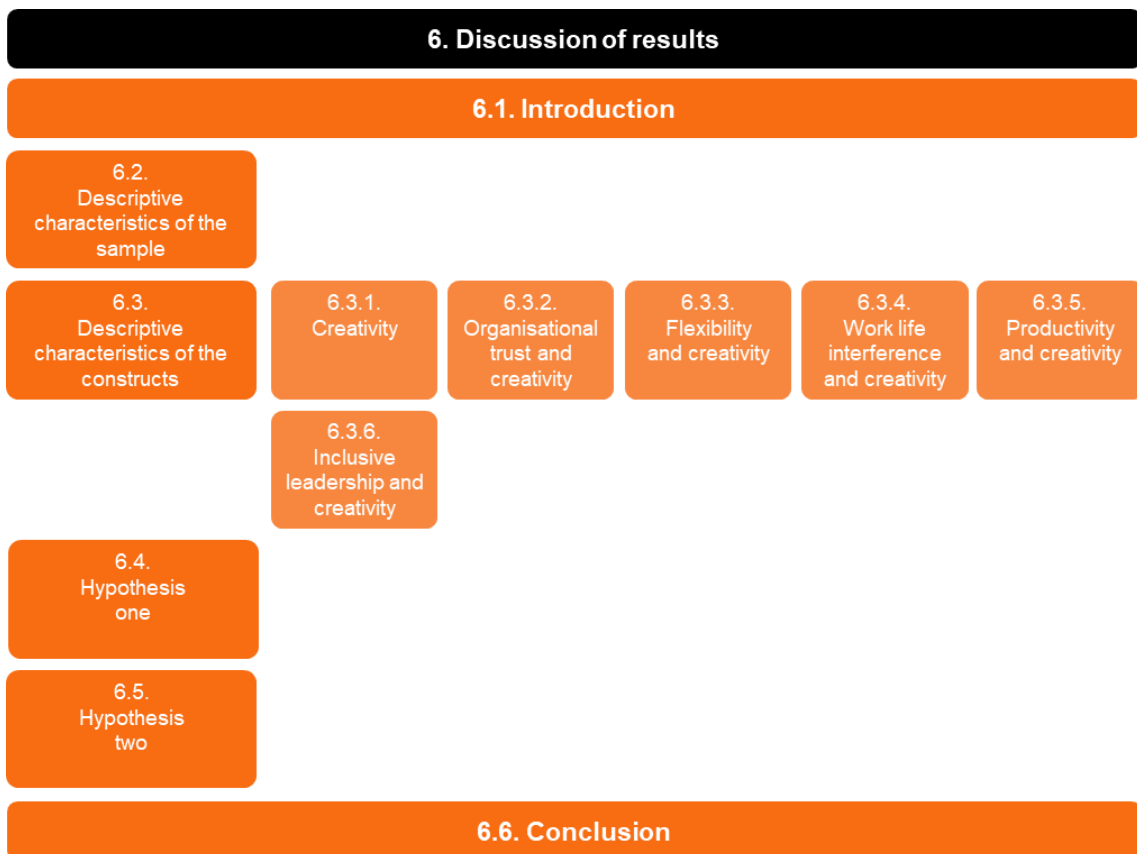 6. Discussion of results
6.1. Introduction
6.2.
Descriptive
characteristics of the
sample
6.3.
Descriptive
characteristics of the
constructs
6.3.1.
Creativity
6.3.2.
Organisational
trust and
creativity
6.3.3.
Flexibility
and creativity
6.3.4.
Work life
interference
and creativity
6.3.5.
Productivity
and creativity
6.3.6.
Inclusive
leadership and
creativity
6.4.
Hypothesis
one
6.5.
Hypothesis
two
6.6. Conclusion